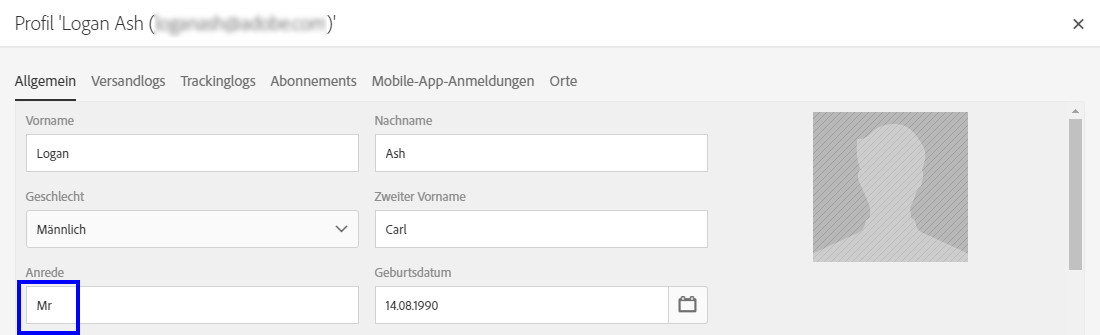 Profil 'Logan Ash ( )'
Allgemein Versandlogs Trackinglogs Abonnements Mobile-App-Anmeldungen Orte
Vorname Nachname
Logan Ash
Geschlecht Zweiter Vorname
Männlich Carl
Anrede Geburtsdatum
Mr 14.08.1990